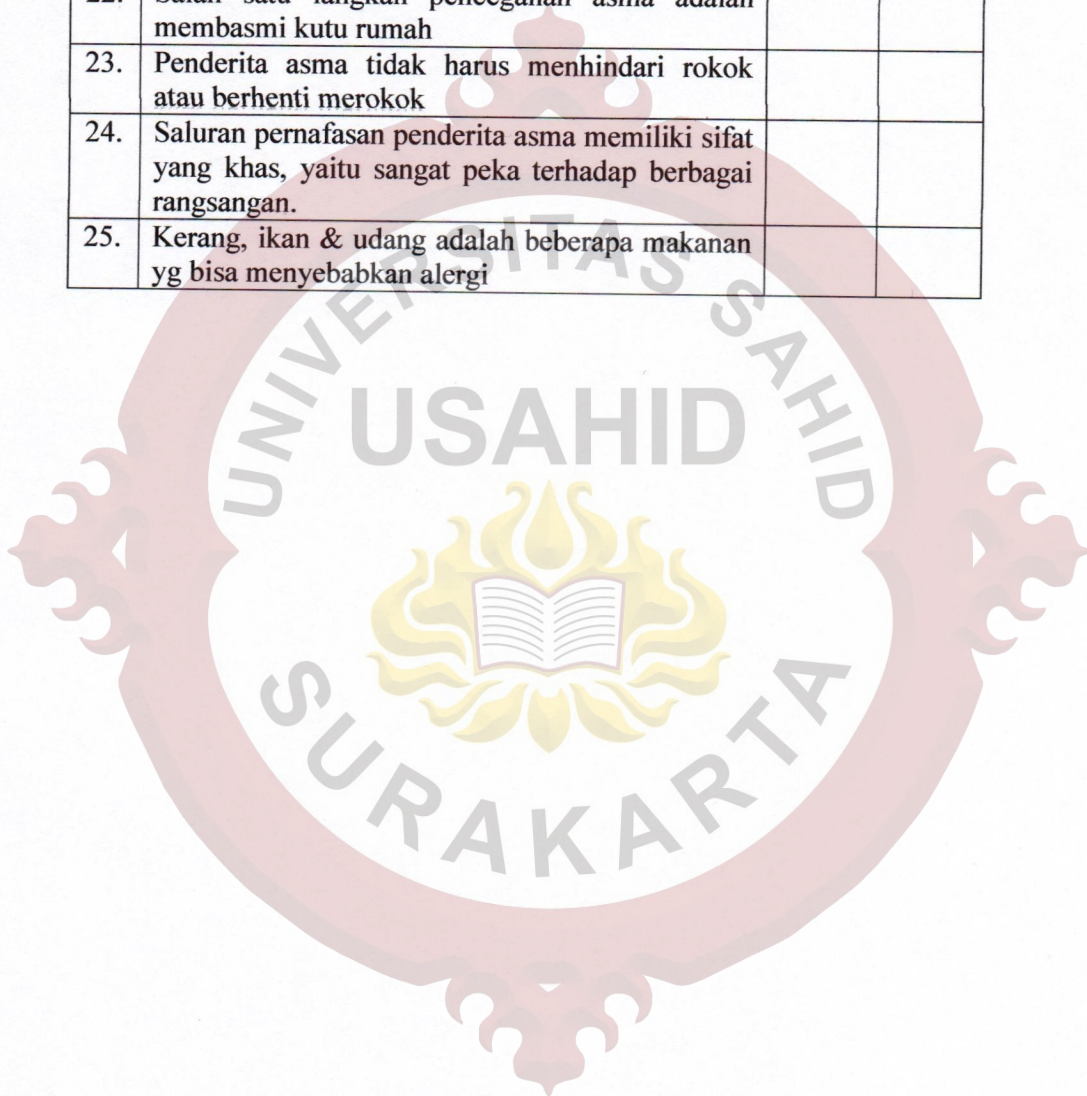 22. Salah satu langkah pencegahan asma adalah
membasmi kutu rumah
23. Penderita asma tidak harus menhindari rokok
atau berhenti merokok
24. Saluran pernafasan penderita asma memiliki sifat
yang khas, yaitu sangat peka terhadap berbagai
rangsangan.
25. Kerang, ikan & udang adalah beberapa makanan
yg bisa menyebabkan alergi
UNIVERSITAS SAHID
USAHID
SURAKARTA